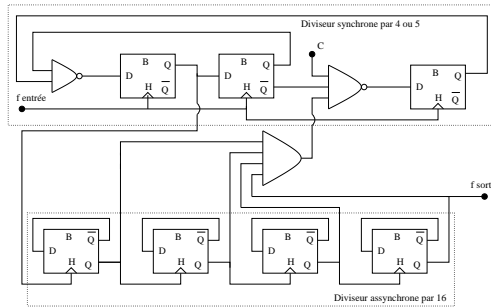 Diviseur synchrone par 4 ou 5
C
B Q
D
H Q̅
B Q
D
H Q̅
B Q
D
H Q̅
f entrée
f sort
B Q̅
D
H Q
B Q̅
D
H Q
B Q̅
D
H Q
B Q̅
D
H Q
Diviseur assynchrone par 16